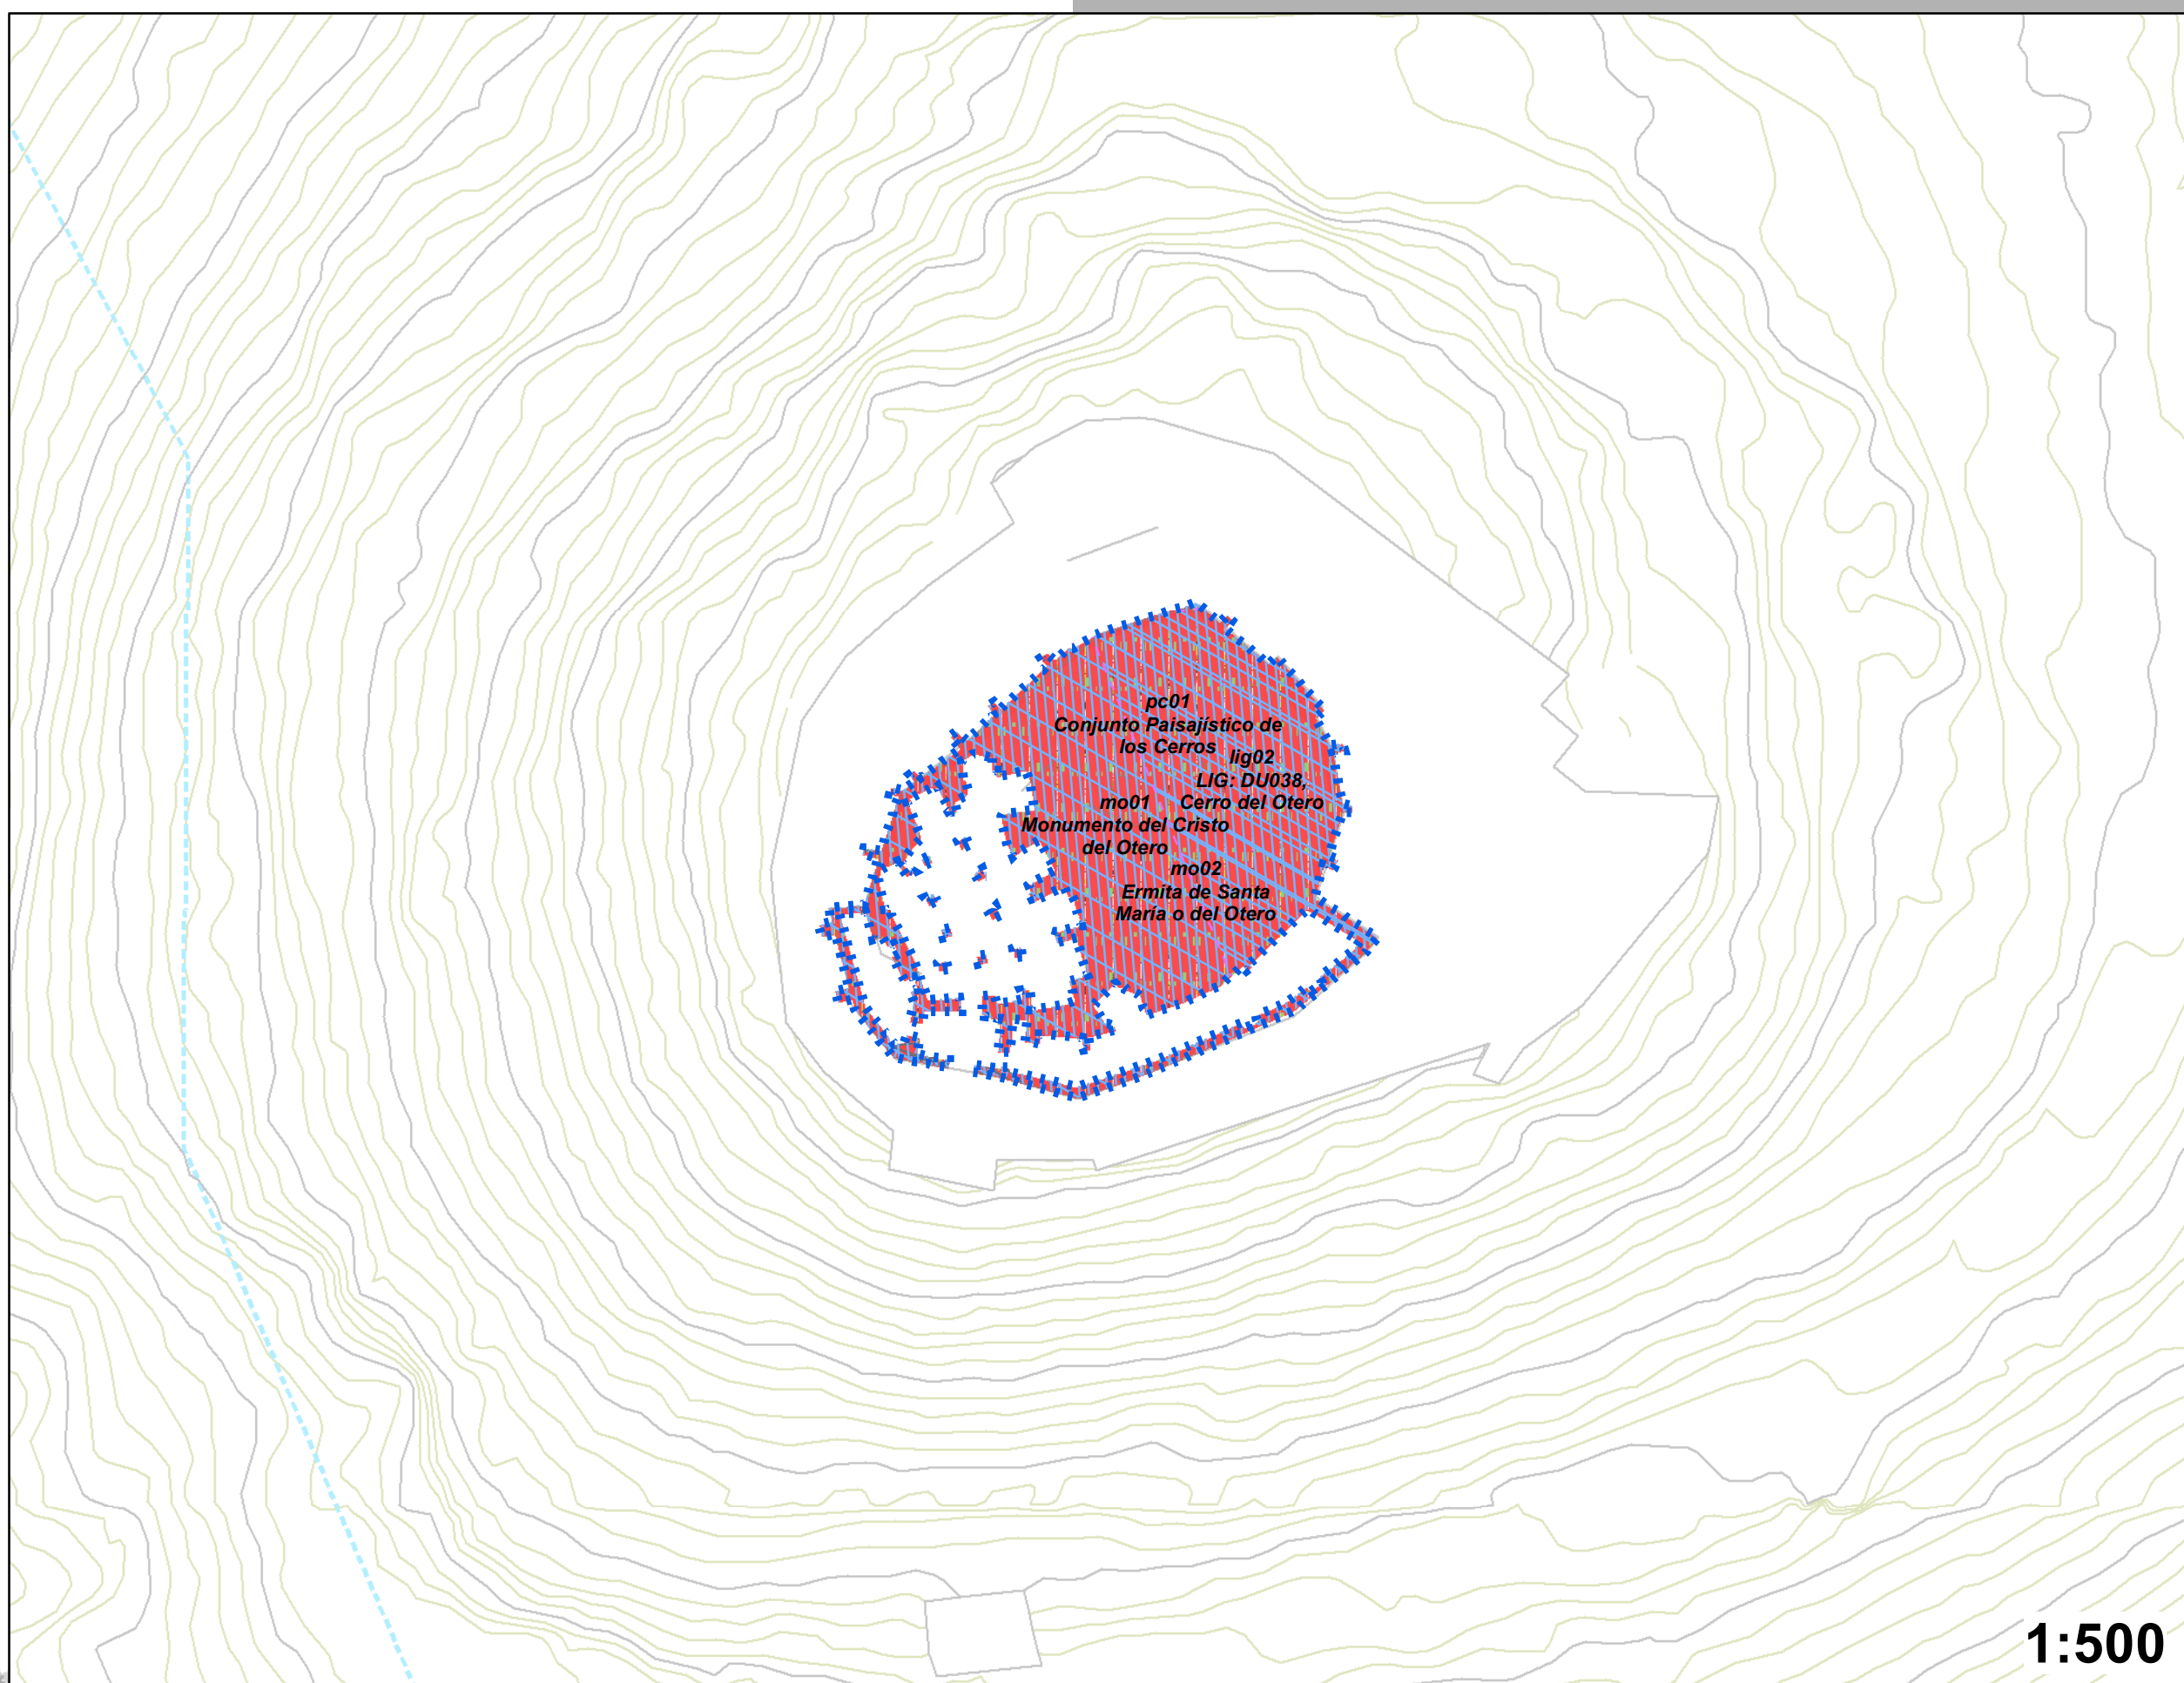 pc01
Conjunto Paisajístico de
los Cerros
lig02
LIG: DU038,
Cerro del Otero
mo01
Monumento del Cristo
del Otero
mo02
Ermita de Santa
María o del Otero
1:500